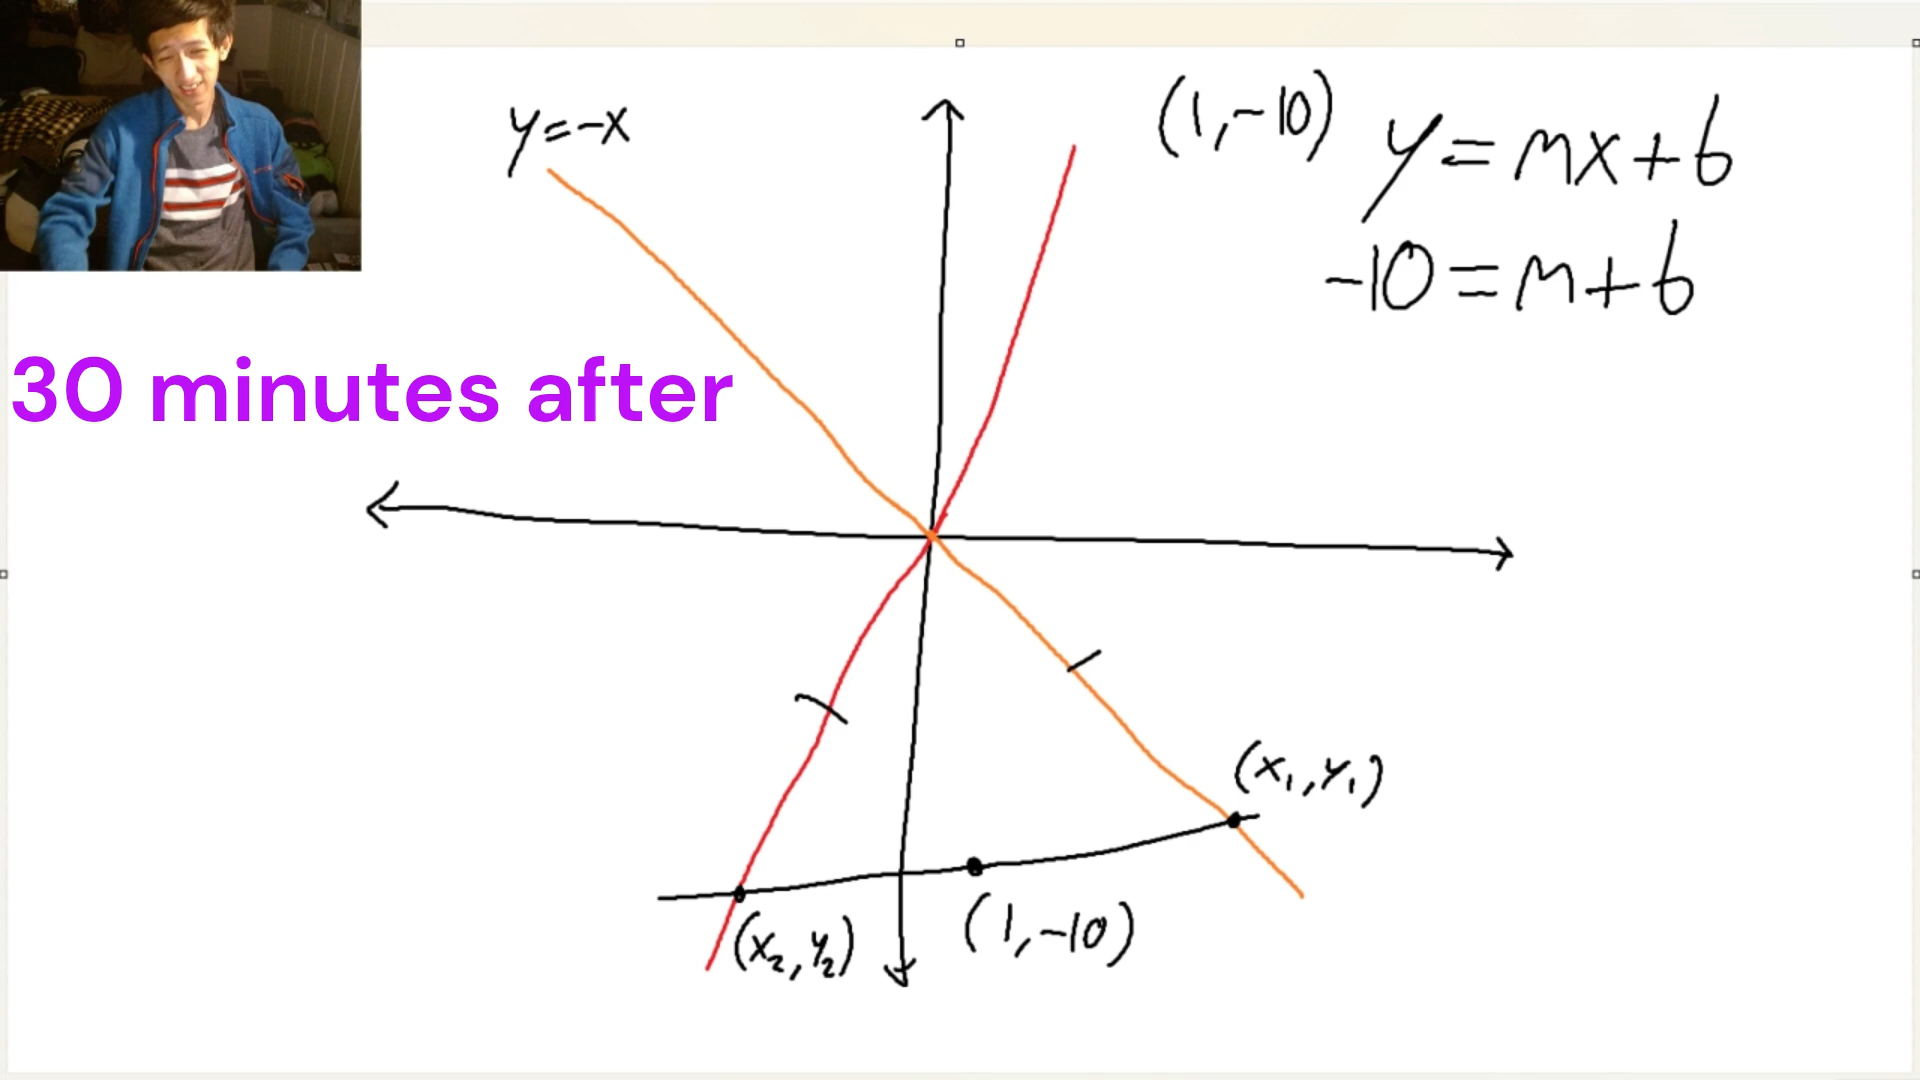 y=-x
(1,-10)
y=mx+b
-10=m+b
30 minutes after
(x₁,y₁)
(x₂,y₂)
(1,-10)